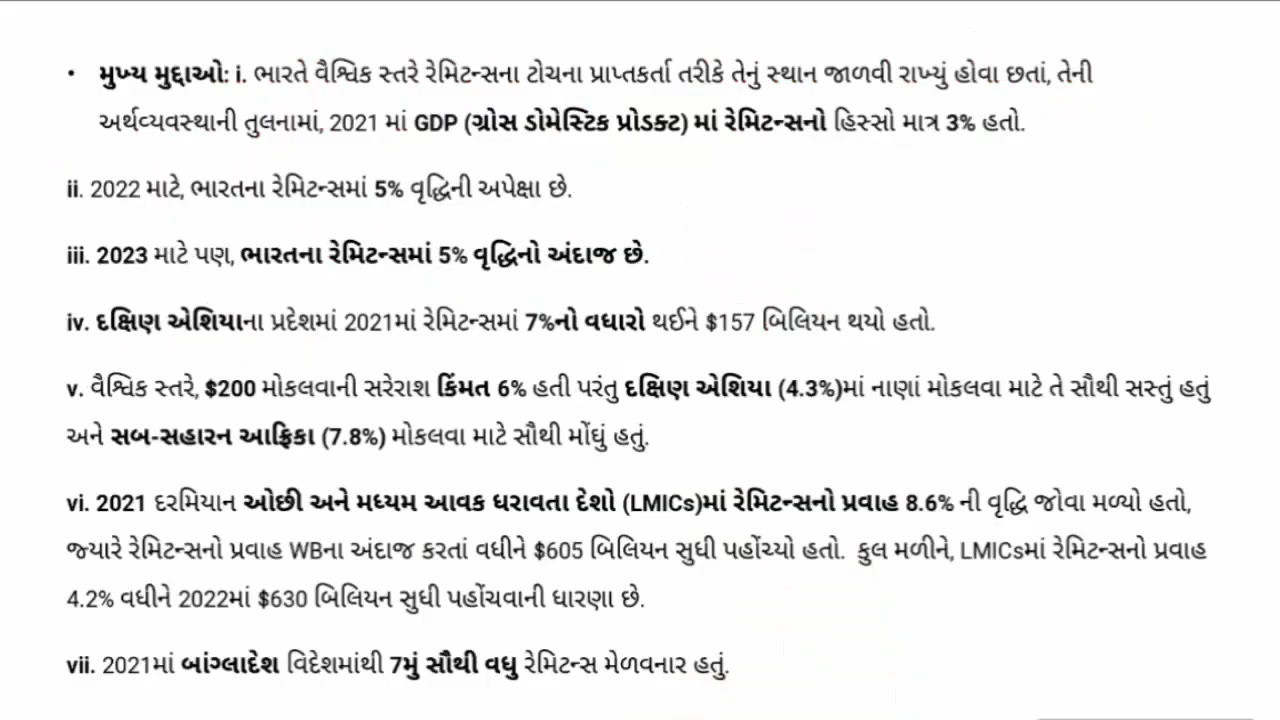 • મુખ્ય મુદ્દાઓ: i. ભારતે વૈશ્વિક સ્તરે રેમિટન્સના ટોચના પ્રાપ્તકર્તા તરીકે તેનું સ્થાન જાળવી રાખ્યું હોવા છતાં, તેની
અર્થવ્યવસ્થાની તુલનામાં, 2021 માં GDP (ગ્રોસ ડોમેસ્ટિક પ્રોડક્ટ) માં રેમિટન્સનો હિસ્સો માત્ર 3% હતો.
ii. 2022 માટે, ભારતના રેમિટન્સમાં 5% વૃદ્ધિની અપેક્ષા છે.
iii. 2023 માટે પણ, ભારતના રેમિટન્સમાં 5% વૃદ્ધિનો અંદાજ છે.
iv. દક્ષિણ એશિયાના પ્રદેશમાં 2021માં રેમિટન્સમાં 7%નો વધારો થઈને $157 બિલિયન થયો હતો.
v. વૈશ્વિક સ્તરે, $200 મોકલવાની સરેરાશ કિંમત 6% હતી પરંતુ દક્ષિણ એશિયા (4.3%)માં નાણાં મોકલવા માટે તે સૌથી સસ્તું હતું
અને સબ-સહારન આફ્રિકા (7.8%) મોકલવા માટે સૌથી મોંઘું હતું.
vi. 2021 દરમિયાન ઓછી અને મધ્યમ આવક ધરાવતા દેશો (LMICs)માં રેમિટન્સનો પ્રવાહ 8.6% ની વૃદ્ધિ જોવા મળ્યો હતો,
જ્યારે રેમિટન્સનો પ્રવાહ WBના અંદાજ કરતાં વધીને $605 બિલિયન સુધી પહોંચ્યો હતો. કુલ મળીને, LMICsમાં રેમિટન્સનો પ્રવાહ
4.2% વધીને 2022માં $630 બિલિયન સુધી પહોંચવાની ધારણા છે.
vii. 2021માં બાંગ્લાદેશ વિદેશમાંથી 7મું સૌથી વધુ રેમિટન્સ મેળવનાર હતું.